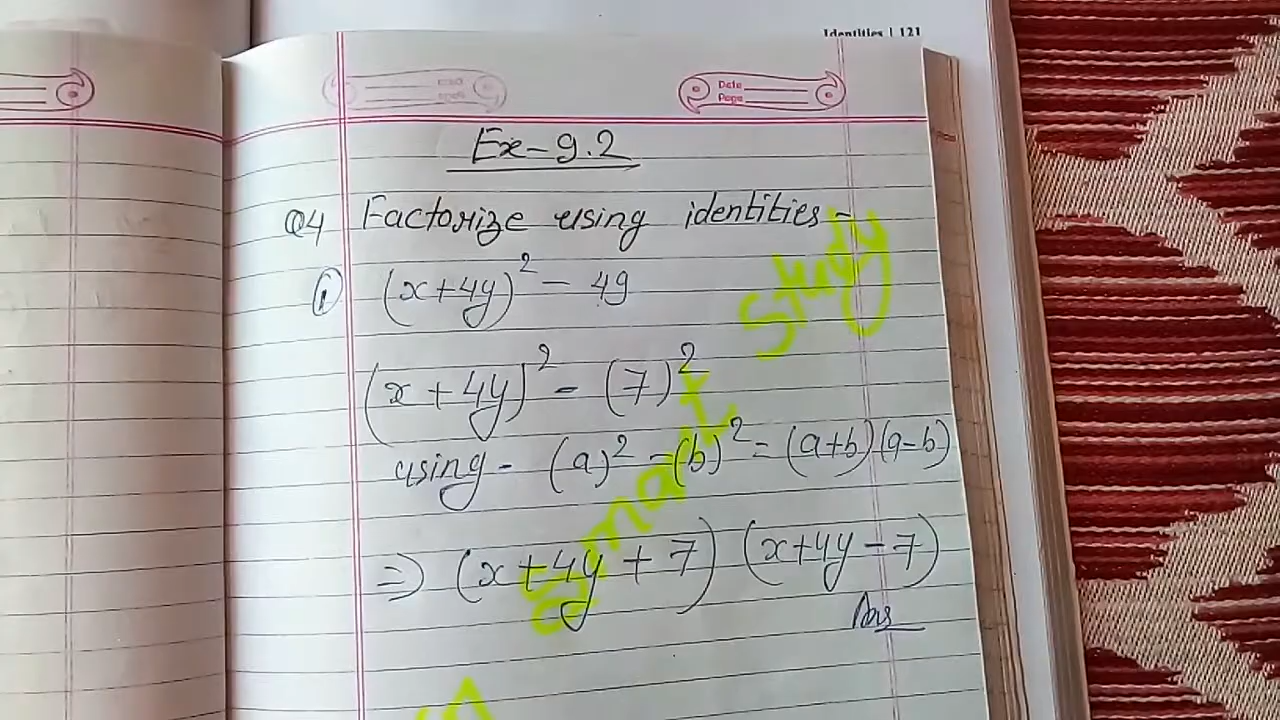 Identities | 121
Date
Page
Ex-9.2
Q4 Factorize using identities-
(i) (x+4y)² - 49
(x+4y)² - (7)²
using - (a)² - (b)² = (a+b)(a-b)
⇒ (x+4y+7) (x+4y-7)
Ans
Smart Study